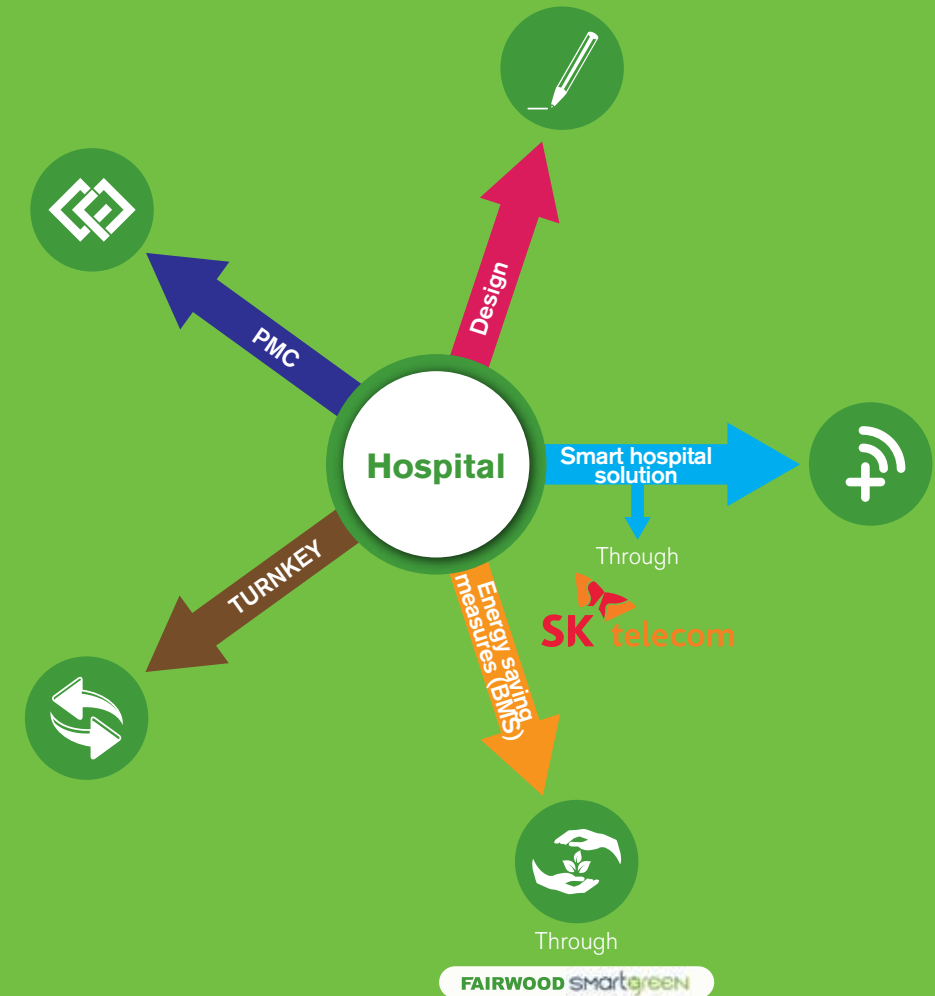 Design
PMC
Hospital
Smart hospital
solution
Through
SK telecom
TURNKEY
Energy saving
measures (BMS)
Through
FAIRWOOD smartgreen